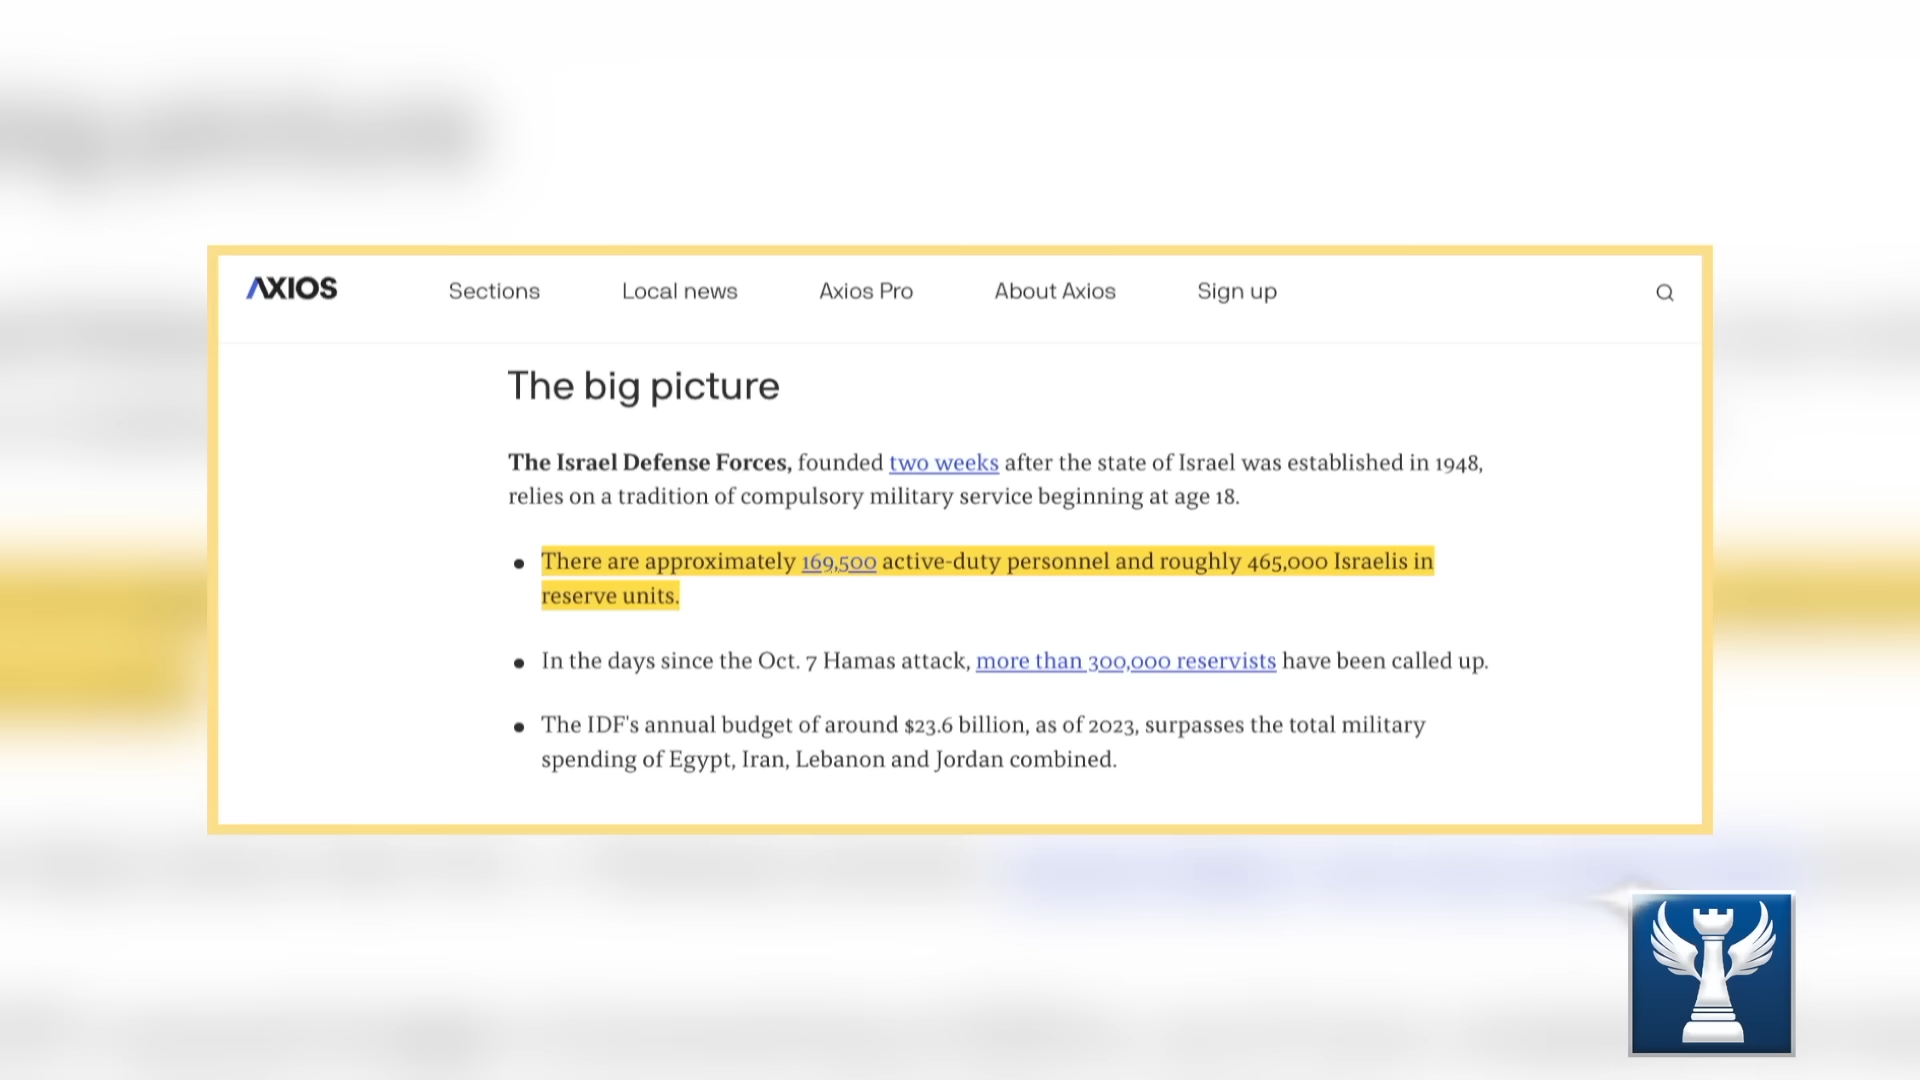 AXIOS Sections Local news Axios Pro About Axios Sign up
The big picture
The Israel Defense Forces, founded two weeks after the state of Israel was established in 1948,
relies on a tradition of compulsory military service beginning at age 18.
There are approximately 169,500 active-duty personnel and roughly 465,000 Israelis in
reserve units.
In the days since the Oct. 7 Hamas attack, more than 300,000 reservists have been called up.
The IDF's annual budget of around $23.6 billion, as of 2023, surpasses the total military
spending of Egypt, Iran, Lebanon and Jordan combined.